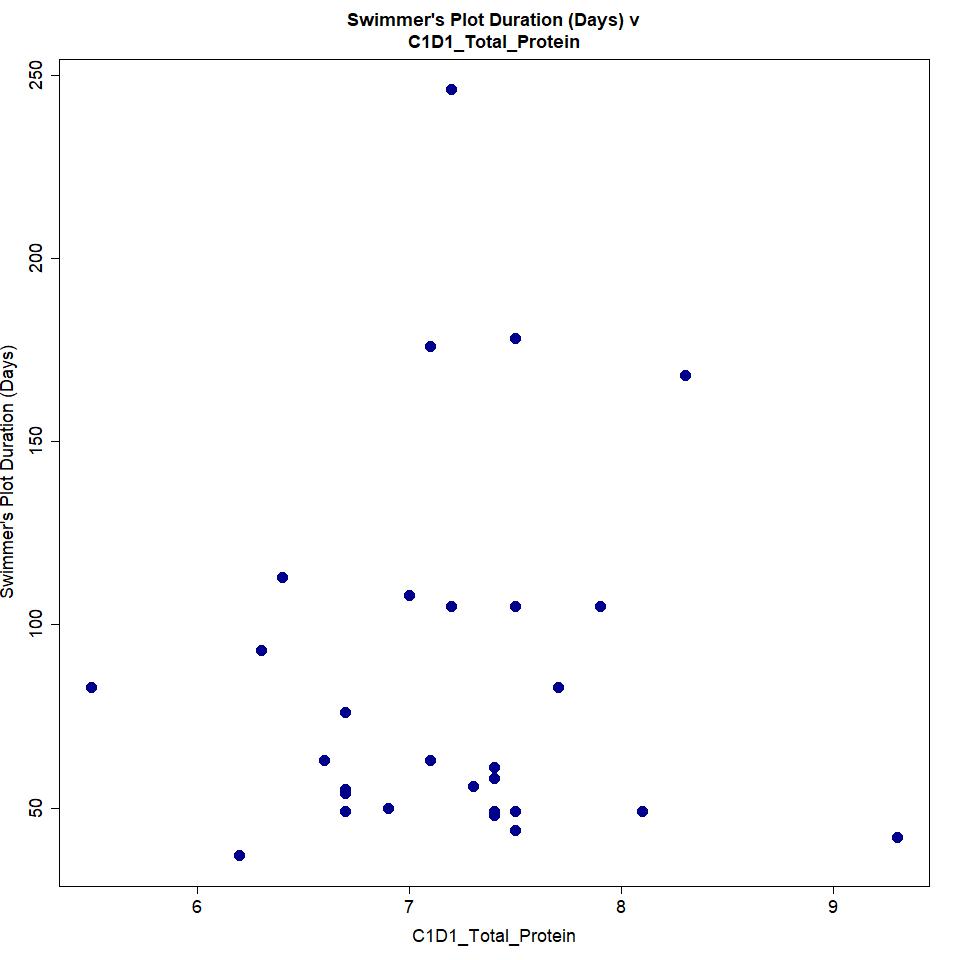 Swimmer's Plot Duration (Days) v
C1D1_Total_Protein
250
200
150
100
50
Swimmer's Plot Duration (Days)
6 7 8 9
C1D1_Total_Protein